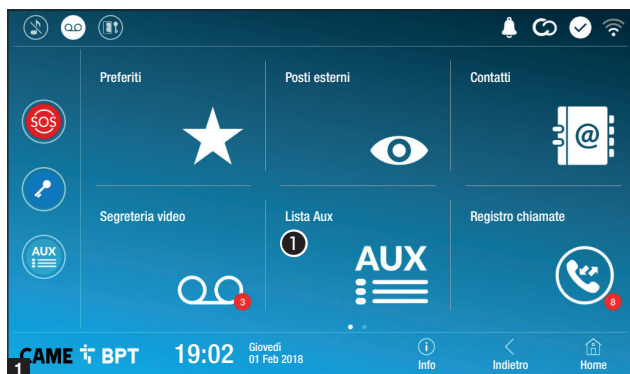 Preferiti
Posti esterni
Contatti
SOS
@
Segreteria video
Lista Aux
Registro chiamate
AUX
1
AUX
3
8
CAME BPT
19:02
Giovedì
01 Feb 2018
Info
Indietro
Home
1